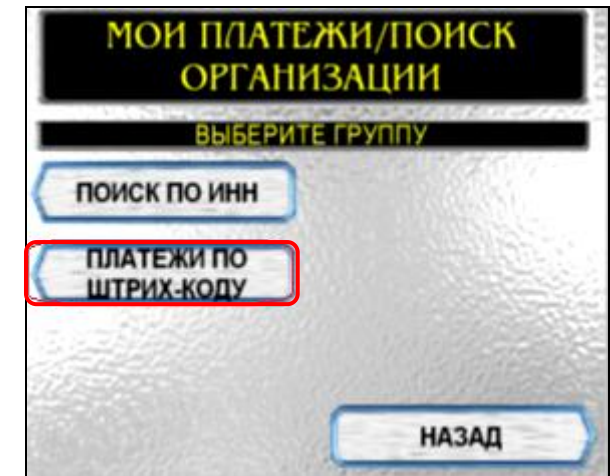 МОИ ПЛАТЕЖИ/ПОИСК
ОРГАНИЗАЦИИ
ВЫБЕРИТЕ ГРУППУ
ПОИСК ПО ИНН
ПЛАТЕЖИ ПО
ШТРИХ-КОДУ
НАЗАД